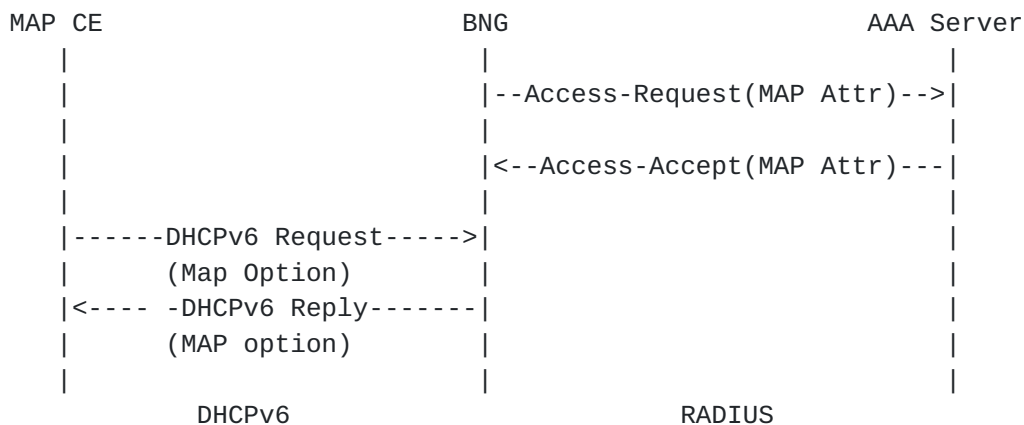 MAP CE                         BNG                     AAA Server
   |                            |                              |
   |                            |--Access-Request(MAP Attr)-->|
   |                            |                              |
   |                            |<--Access-Accept(MAP Attr)---|
   |                            |                              |
   |------DHCPv6 Request----->|                              |
   |      (Map Option)          |                              |
   |<---- -DHCPv6 Reply-------|                              |
   |      (MAP option)          |                              |
   |                            |                              |
            DHCPv6                         RADIUS